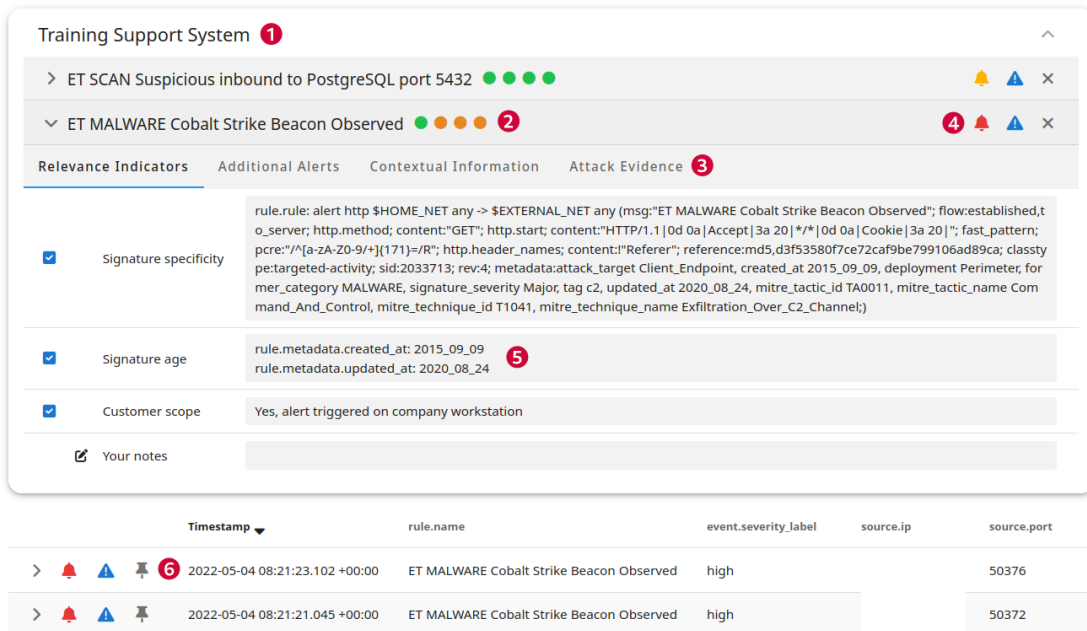 Training Support System 1
ET SCAN Suspicious inbound to PostgreSQL port 5432
ET MALWARE Cobalt Strike Beacon Observed 2 4
Relevance Indicators Additional Alerts Contextual Information Attack Evidence 3
rule.rule: alert http $HOME_NET any -> $EXTERNAL_NET any (msg:"ET MALWARE Cobalt Strike Beacon Observed"; flow:established,t
o_server; http.method; content:"GET"; http.start; content:"HTTP/1.1|0d 0a|Accept|3a 20|*/*|0d 0a|Cookie|3a 20|"; fast_pattern;
pcre:"/^[a-zA-Z0-9/+]{171}=/R"; http.header_names; content:!"Referer"; reference:md5,d3f53580f7ce72caf9be799106ad89ca; classty
Signature specificity
pe:targeted-activity; sid:2033713; rev:4; metadata:attack_target Client_Endpoint, created_at 2015_09_09, deployment Perimeter, for
mer_category MALWARE, signature_severity Major, tag c2, updated_at 2020_08_24, mitre_tactic_id TA0011, mitre_tactic_name Com
mand_And_Control, mitre_technique_id T1041, mitre_technique_name Exfiltration_Over_C2_Channel;)
Signature age
rule.metadata.created_at: 2015_09_09
rule.metadata.updated_at: 2020_08_24
5
Customer scope Yes, alert triggered on company workstation
Your notes
Timestamp rule.name event.severity_label source.ip source.port
6 2022-05-04 08:21:23.102 +00:00 ET MALWARE Cobalt Strike Beacon Observed high 50376
2022-05-04 08:21:21.045 +00:00 ET MALWARE Cobalt Strike Beacon Observed high 50372